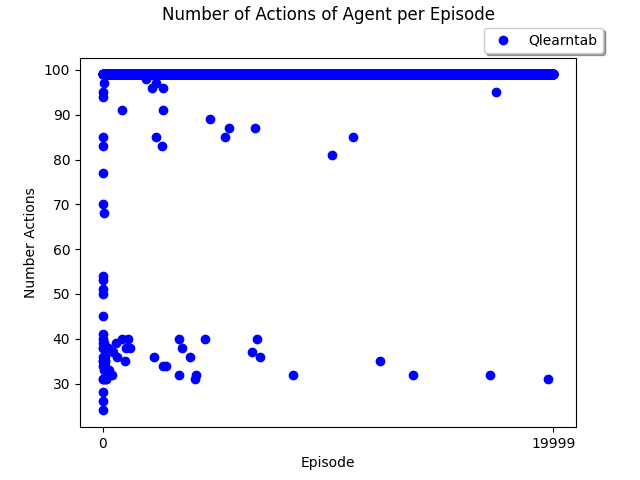 Number of Actions of Agent per Episode
Qlearntab
100
90
80
70
60
50
40
30
Number Actions
0
19999
Episode